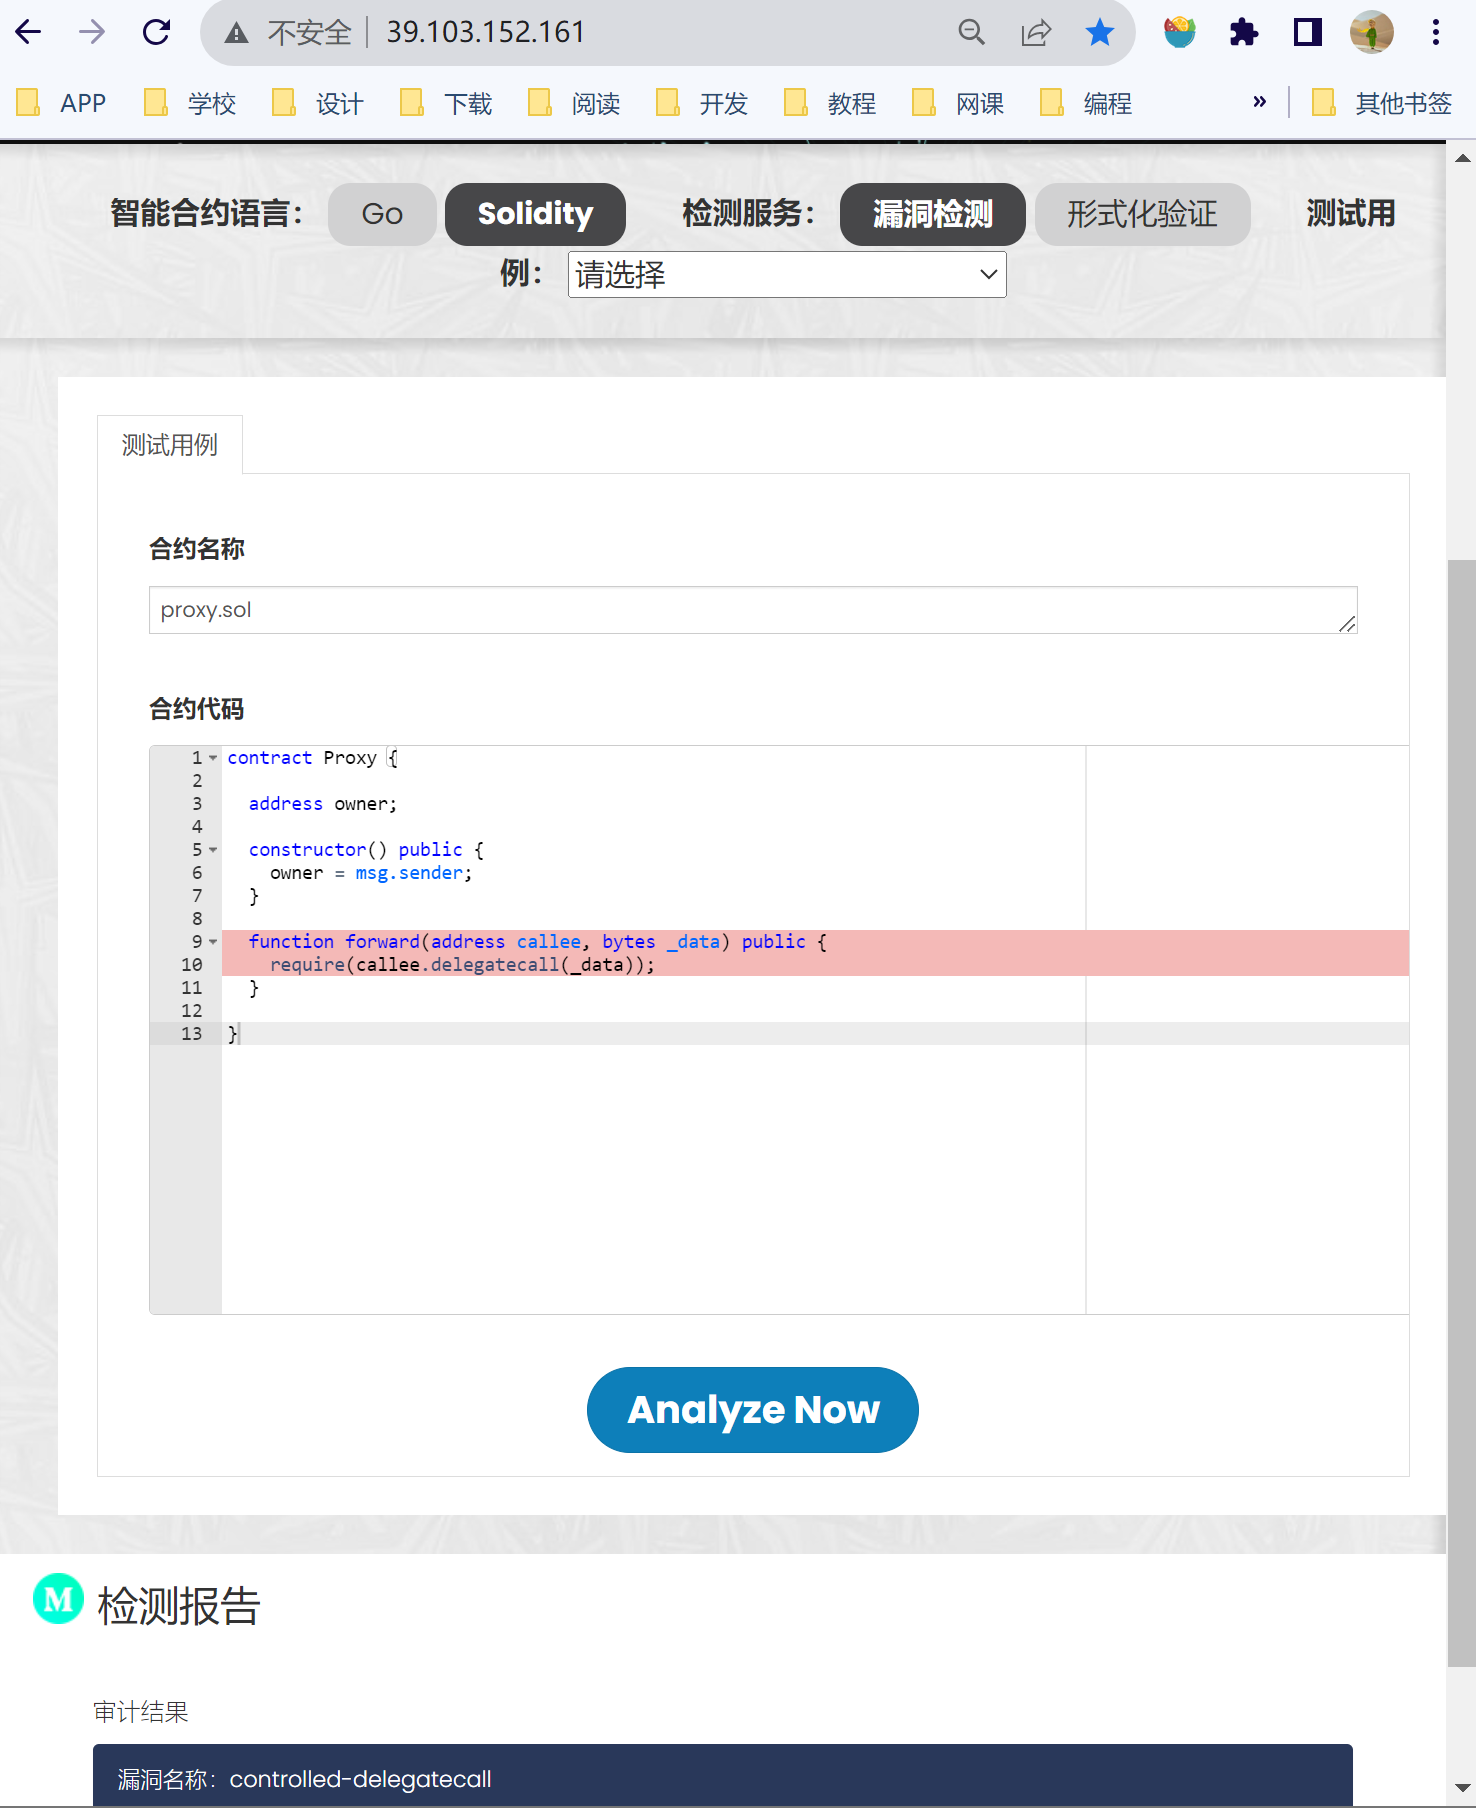 不安全 39.103.152.161
APP 学校 设计 下载 阅读 开发 教程 网课 编程 » 其他书签
智能合约语言： Go Solidity 检测服务： 漏洞检测 形式化验证 测试用
例： 请选择
测试用例
合约名称
proxy.sol
合约代码
1 contract Proxy {
2
3 address owner;
4
5 constructor() public {
6 owner = msg.sender;
7 }
8
9 function forward(address callee, bytes _data) public {
10 require(callee.delegatecall(_data));
11 }
12
13 }
Analyze Now
M 检测报告
审计结果
漏洞名称：controlled-delegatecall